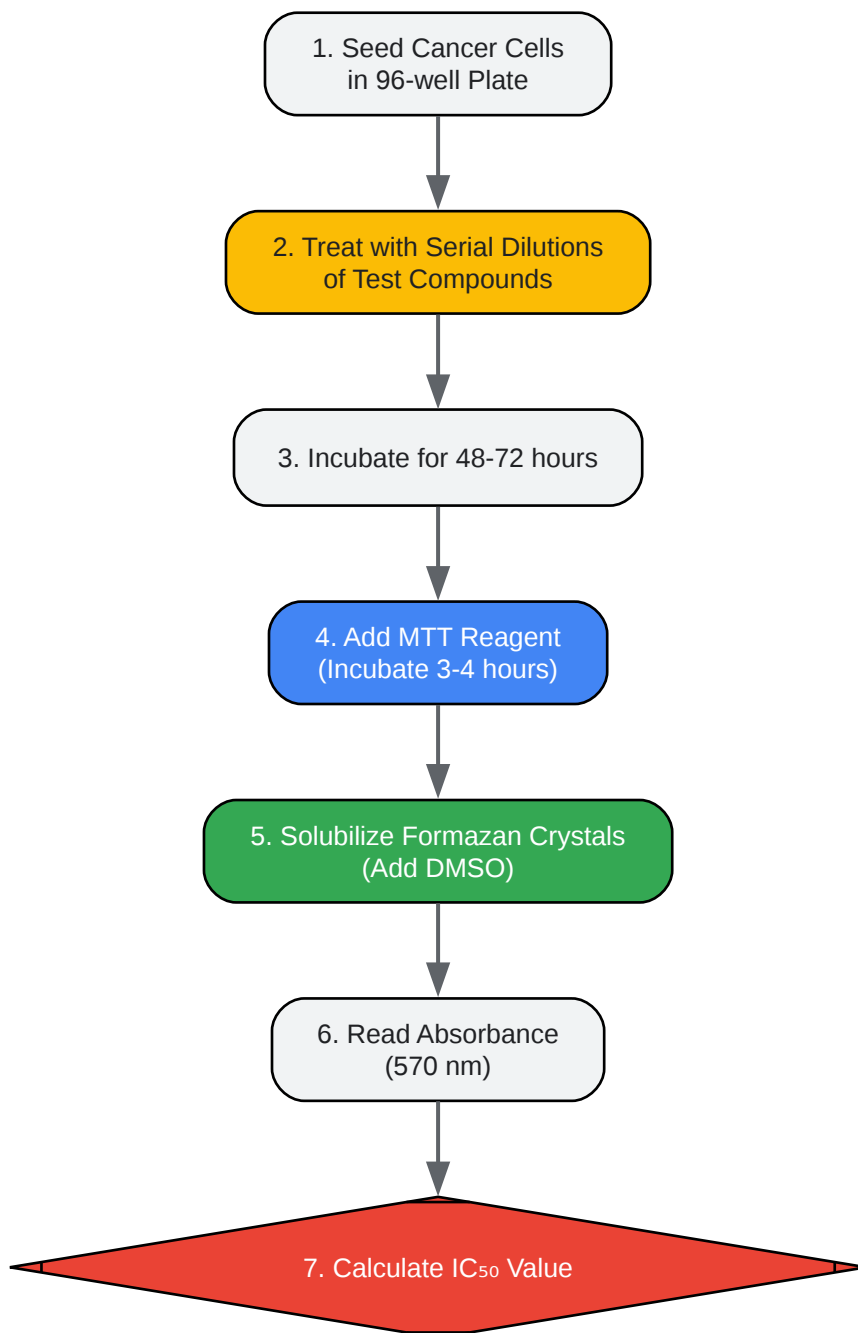 1. Seed Cancer Cells
in 96-well Plate
2. Treat with Serial Dilutions
of Test Compounds
3. Incubate for 48-72 hours
4. Add MTT Reagent
(Incubate 3-4 hours)
5. Solubilize Formazan Crystals
(Add DMSO)
6. Read Absorbance
(570 nm)
7. Calculate IC₅₀ Value